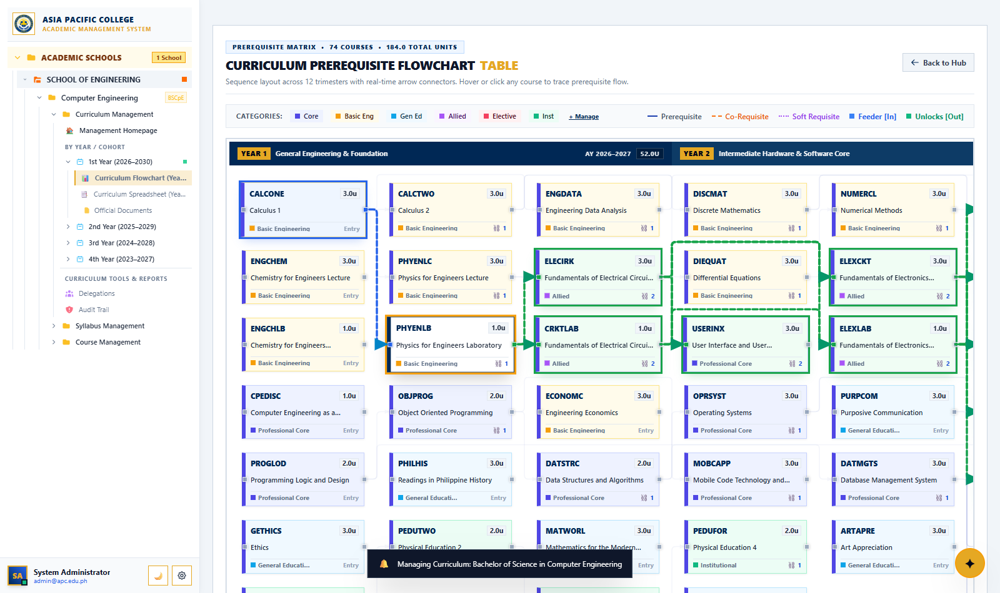 ASIA PACIFIC COLLEGE
ACADEMIC MANAGEMENT SYSTEM
ACADEMIC SCHOOLS
1 School
SCHOOL OF ENGINEERING
Computer Engineering
BSCpE
Curriculum Management
Management Homepage
BY YEAR / COHORT
1st Year (2026–2030)
Curriculum Flowchart (Yea...
Curriculum Spreadsheet (Yea...
Official Documents
2nd Year (2025–2029)
3rd Year (2024–2028)
4th Year (2023–2027)
CURRICULUM TOOLS & REPORTS
Delegations
Audit Trail
Syllabus Management
Course Management
SA
System Administrator
admin@apc.edu.ph
PREREQUISITE MATRIX • 74 COURSES • 184.0 TOTAL UNITS
CURRICULUM PREREQUISITE FLOWCHART TABLE
Sequence layout across 12 trimesters with real-time arrow connectors. Hover or click any course to trace prerequisite flow.
Back to Hub
CATEGORIES: Core Basic Eng Gen Ed Allied Elective Inst + Manage
Prerequisite Co-Requisite Soft Requisite Feeder [In] Unlocks [Out]
YEAR 1 General Engineering & Foundation AY 2026–2027 52.0U
YEAR 2 Intermediate Hardware & Software Core
CALCONE 3.0u
Calculus 1
Basic Engineering Entry
CALCTWO 3.0u
Calculus 2
Basic Engineering 1
ENGDATA 3.0u
Engineering Data Analysis
Basic Engineering 1
DISCMAT 3.0u
Discrete Mathematics
Basic Engineering 1
NUMERCL 3.0u
Numerical Methods
Basic Engineering 1
ENGCHEM 3.0u
Chemistry for Engineers Lecture
Basic Engineering Entry
PHYENLC 3.0u
Physics for Engineers Lecture
Basic Engineering 1
ELECIRK 3.0u
Fundamentals of Electrical Circui...
Allied 2
DIEQUAT 3.0u
Differential Equations
Basic Engineering 1
ELEXCKT 3.0u
Fundamentals of Electronics...
Allied 2
ENGCHLB 1.0u
Chemistry for Engineers...
Basic Engineering Entry
PHYENLB 1.0u
Physics for Engineers Laboratory
Basic Engineering 1
CRKTLAB 1.0u
Fundamentals of Electrical Circui...
Allied 2
USERINX 3.0u
User Interface and User...
Professional Core 2
ELEXLAB 1.0u
Fundamentals of Electronics...
Allied 2
CPEDISC 1.0u
Computer Engineering as a...
Professional Core Entry
OBJPROG 2.0u
Object Oriented Programming
Professional Core 1
ECONOMC 3.0u
Engineering Economics
Basic Engineering Entry
OPRSYST 3.0u
Operating Systems
Professional Core 1
PURPCOM 3.0u
Purposive Communication
General Educati... Entry
PROGLOD 2.0u
Programming Logic and Design
Professional Core Entry
PHILHIS 3.0u
Readings in Philippine History
General Educati... Entry
DATSTRC 2.0u
Data Structures and Algorithms
Professional Core 1
MOBCAPP 3.0u
Mobile Code Technology and...
Professional Core 1
DATMGTS 3.0u
Database Management System
Professional Core 1
GETHICS 3.0u
Ethics
General Educati... Entry
PEDUTWO 2.0u
Physical Education 2
MATWORL 3.0u
Mathematics for the Modern...
Entry
PEDUFOR 2.0u
Physical Education 4
Institutional 1
ARTAPRE 3.0u
Art Appreciation
General Educati... Entry
Managing Curriculum: Bachelor of Science in Computer Engineering